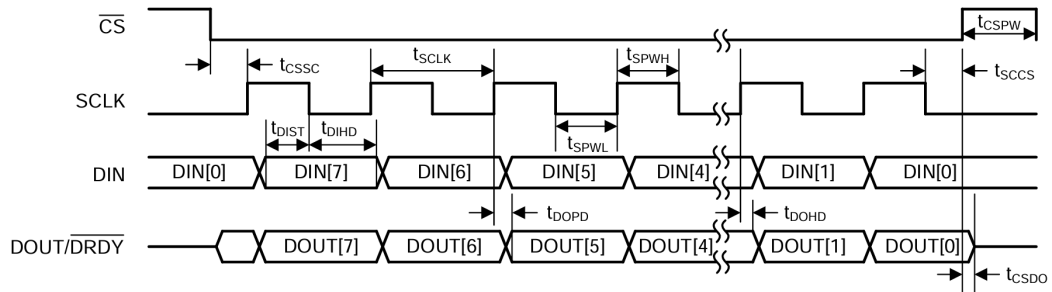 CS
tCSPW
tCSSC
tSCLK
tSPWH
tSCCS
SCLK
tDIST
tDIHD
tSPWL
DIN
DIN[0]
DIN[7]
DIN[6]
DIN[5]
DIN[4]
DIN[1]
DIN[0]
tDOPD
tDOHD
DOUT/DRDY
DOUT[7]
DOUT[6]
DOUT[5]
DOUT[4]
DOUT[1]
DOUT[0]
tCSDO